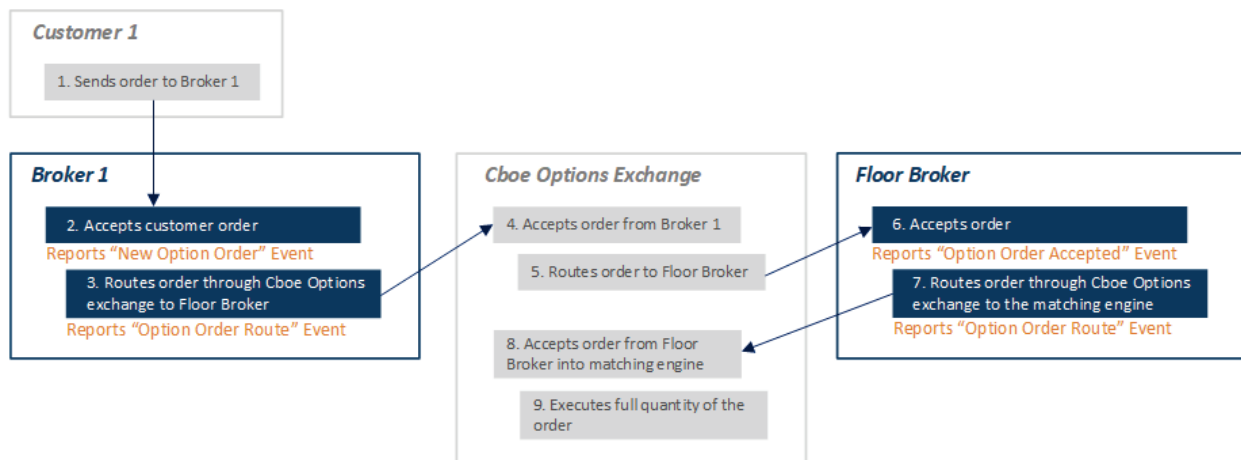 Customer 1
1. Sends order to Broker 1
Broker 1
2. Accepts customer order
Reports “New Option Order” Event
3. Routes order through Cboe Options
exchange to Floor Broker
Reports “Option Order Route” Event
Cboe Options Exchange
4. Accepts order from Broker 1
5. Routes order to Floor Broker
8. Accepts order from Floor
Broker into matching engine
9. Executes full quantity of the
order
Floor Broker
6. Accepts order
Reports “Option Order Accepted” Event
7. Routes order through Cboe Options
exchange to the matching engine
Reports “Option Order Route” Event